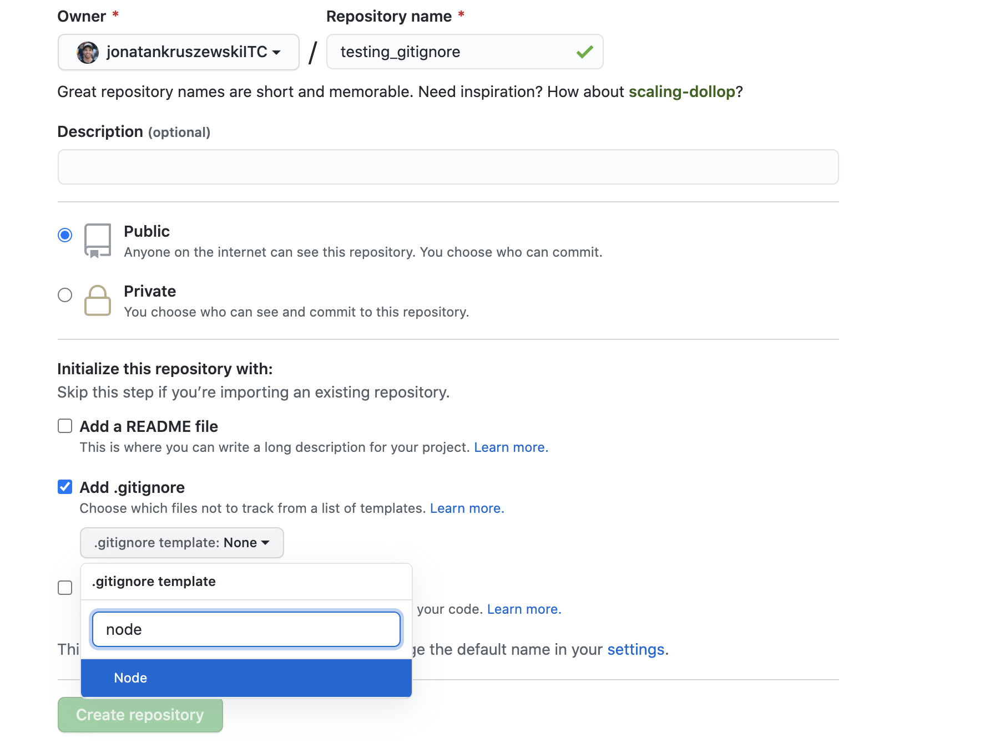 Owner *
Repository name *
jonatankruszewskiITC
/
testing_gitignore
Great repository names are short and memorable. Need inspiration? How about scaling-dollop?
Description (optional)
Public
Anyone on the internet can see this repository. You choose who can commit.
Private
You choose who can see and commit to this repository.
Initialize this repository with:
Skip this step if you’re importing an existing repository.
Add a README file
This is where you can write a long description for your project. Learn more.
Add .gitignore
Choose which files not to track from a list of templates. Learn more.
.gitignore template: None
.gitignore template
your code. Learn more.
node
the default name in your settings.
Node
Create repository